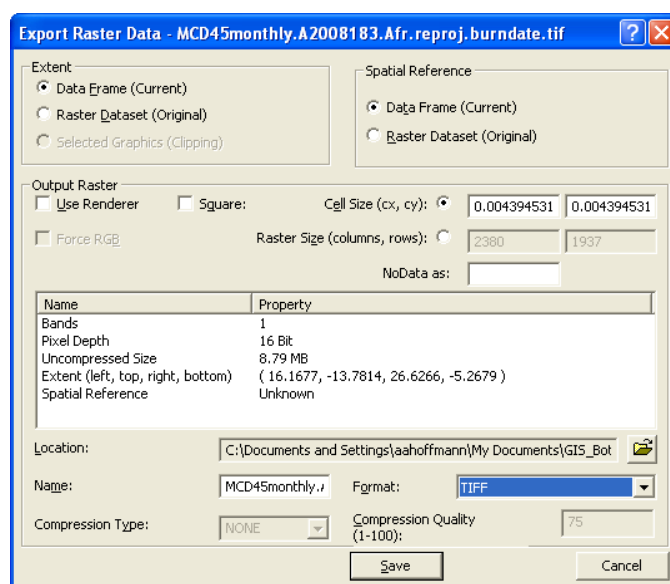 Export Raster Data - MCD45monthly.A2008183.Afr.reproj.burndate.tif
Extent
Data Frame (Current)
Raster Dataset (Original)
Selected Graphics (Clipping)
Spatial Reference
Data Frame (Current)
Raster Dataset (Original)
Output Raster
Use Renderer
Square:
Cell Size (cx, cy):
0.004394531
0.004394531
Force RGB
Raster Size (columns, rows):
2380
1937
NoData as:
Name Property
Bands 1
Pixel Depth 16 Bit
Uncompressed Size 8.79 MB
Extent (left, top, right, bottom) ( 16.1677, -13.7814, 26.6266, -5.2679 )
Spatial Reference Unknown
Location: C:\Documents and Settings\aahoffmann\My Documents\GIS_Bot
Name: MCD45monthly.
Format: TIFF
Compression Type: NONE
Compression Quality
(1-100):
75
Save
Cancel